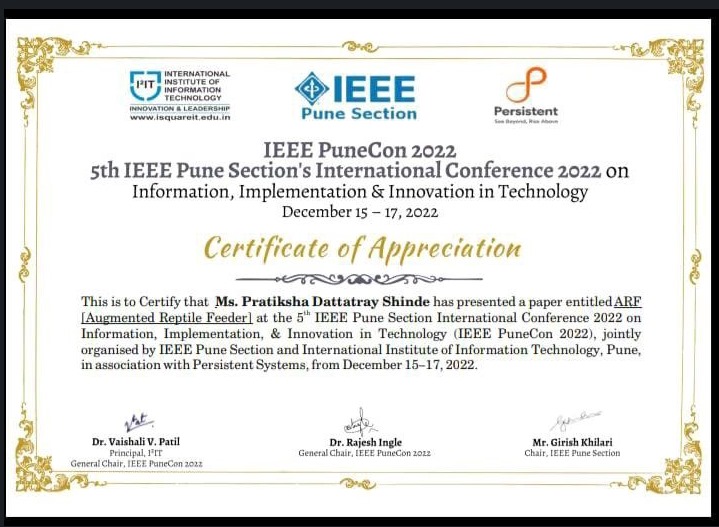 I²IT
INTERNATIONAL
INSTITUTE OF
INFORMATION
TECHNOLOGY
INNOVATION & LEADERSHIP
www.isquareit.edu.in
IEEE
Pune Section
Persistent
See Beyond, Rise Above
IEEE PuneCon 2022
5th IEEE Pune Section's International Conference 2022 on
Information, Implementation & Innovation in Technology
December 15 – 17, 2022
Certificate of Appreciation
This is to Certify that Ms. Pratiksha Dattatray Shinde has presented a paper entitled ARF
[Augmented Reptile Feeder] at the 5th IEEE Pune Section International Conference 2022 on
Information, Implementation, & Innovation in Technology (IEEE PuneCon 2022), jointly
organised by IEEE Pune Section and International Institute of Information Technology, Pune,
in association with Persistent Systems, from December 15–17, 2022.
Dr. Vaishali V. Patil
Principal, I²IT
General Chair, IEEE PuneCon 2022
Dr. Rajesh Ingle
General Chair, IEEE PuneCon 2022
Mr. Girish Khilari
Chair, IEEE Pune Section